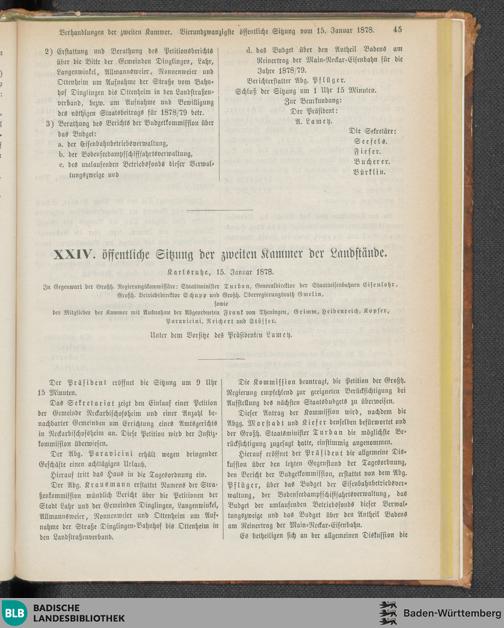 Verhandlungen der zweiten Kammer. Vierundzwanzigste öffentliche Sitzung vom 15. Januar 1878. 45
2) Erstattung und Berathung des Petitionsberichts
über die Bitte der Gemeinden Dinglingen, Lahr,
Langenwinkel, Allmannsweier, Nonnenweier und
Ottenheim um Aufnahme der Straße vom Bahn-
hof Dinglingen bis Ottenheim in den Landstraßen-
verband, bezw. um Aufnahme und Bewilligung
des nöthigen Staatsbeitrags für 1878/79 betr.
3) Berathung des Berichts der Budgetkommission über
das Budget:
a. der Eisenbahnbetriebsverwaltung,
b. der Bodenseedampfschifffahrtsverwaltung,
c. des umlaufenden Betriebsfonds dieser Verwal-
tungszweige und
d. das Budget über den Antheil Badens am
Reinertrag der Main-Neckar-Eisenbahn für die
Jahre 1878/79.
Berichterstatter Abg. Pflüger.
Schluß der Sitzung um 1 Uhr 15 Minuten.
Zur Beurkundung:
Der Präsident:
A. Lamey.
Die Sekretäre:
Seefels.
Fieser.
Bucherer.
Bürklin.
XXIV. öffentliche Sitzung der zweiten Kammer der Landstände.
Karlsruhe, 15. Januar 1878.
In Gegenwart der Großh. Regierungskommissäre: Staatsminister Turban, Generaldirektor der Staatseisenbahnen Eisenlohr,
Großh. Betriebsdirektor Schupp und Großh. Oberregierungsrath Gmelin,
sowie
der Mitglieder der Kammer mit Ausnahme der Abgeordneten Frank von Theningen, Grimm, Heidenreich, Kopfer,
Paravicini, Reichert und Stösser.
Unter dem Vorsitze des Präsidenten Lamey.
Der Präsident eröffnet die Sitzung um 9 Uhr
15 Minuten.
Das Sekretariat zeigt den Einlauf einer Petition
der Gemeinde Neckarbischofsheim und einer Anzahl be-
nachbarter Gemeinden um Errichtung eines Amtsgerichts
in Neckarbischofsheim an. Diese Petition wird der Justiz-
kommission überwiesen.
Der Abg. Paravicini erhält wegen dringender
Geschäfte einen achttägigen Urlaub.
Hierauf tritt das Haus in die Tagesordnung ein.
Der Abg. Krausmann erstattet Namens der Stra-
ßenkommission mündlich Bericht über die Petitionen der
Stadt Lahr und der Gemeinden Dinglingen, Langenwinkel,
Allmannsweier, Nonnenweier und Ottenheim um Auf-
nahme der Straße Dinglingen-Bahnhof bis Ottenheim in
den Landstraßenverband.
Die Kommission beantragt, die Petition der Großh.
Regierung empfehlend zur geeigneten Berücksichtigung bei
Aufstellung des nächsten Staatsbudgets zu überweisen.
Dieser Antrag der Kommission wird, nachdem die
Abgg. Morstadt und Kiefer denselben befürwortet und
der Großh. Staatsminister Turban die möglichste Be-
rücksichtigung zugesagt hatte, einstimmig angenommen.
Hierauf eröffnet der Präsident die allgemeine Dis-
kussion über den letzten Gegenstand der Tagesordnung,
den Bericht der Budgetkommission, erstattet von dem Abg.
Pflüger, über das Budget der Eisenbahnbetriebsver-
waltung, der Bodenseedampfschifffahrtsverwaltung, das
Budget der umlaufenden Betriebsfonds dieser Verwal-
tungszweige und das Budget über den Antheil Badens
am Reinertrag der Main-Neckar-Eisenbahn.
Es betheiligen sich an der allgemeinen Diskussion die
BLB BADISCHE
LANDESBIBLIOTHEK
Baden-Württemberg